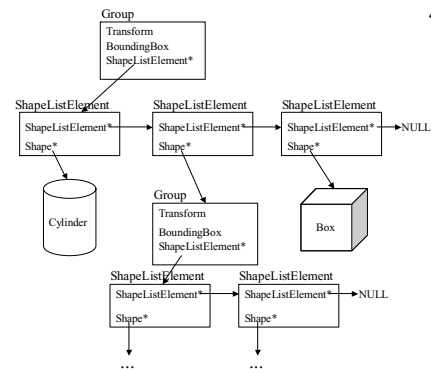 Group
Transform
BoundingBox
ShapeListElement*
ShapeListElement ShapeListElement ShapeListElement
ShapeListElement* ShapeListElement* ShapeListElement* NULL
Shape* Shape* Shape*
Group
Cylinder Transform Box
BoundingBox
ShapeListElement*
ShapeListElement ShapeListElement
ShapeListElement* ShapeListElement* NULL
Shape* Shape*
... ...